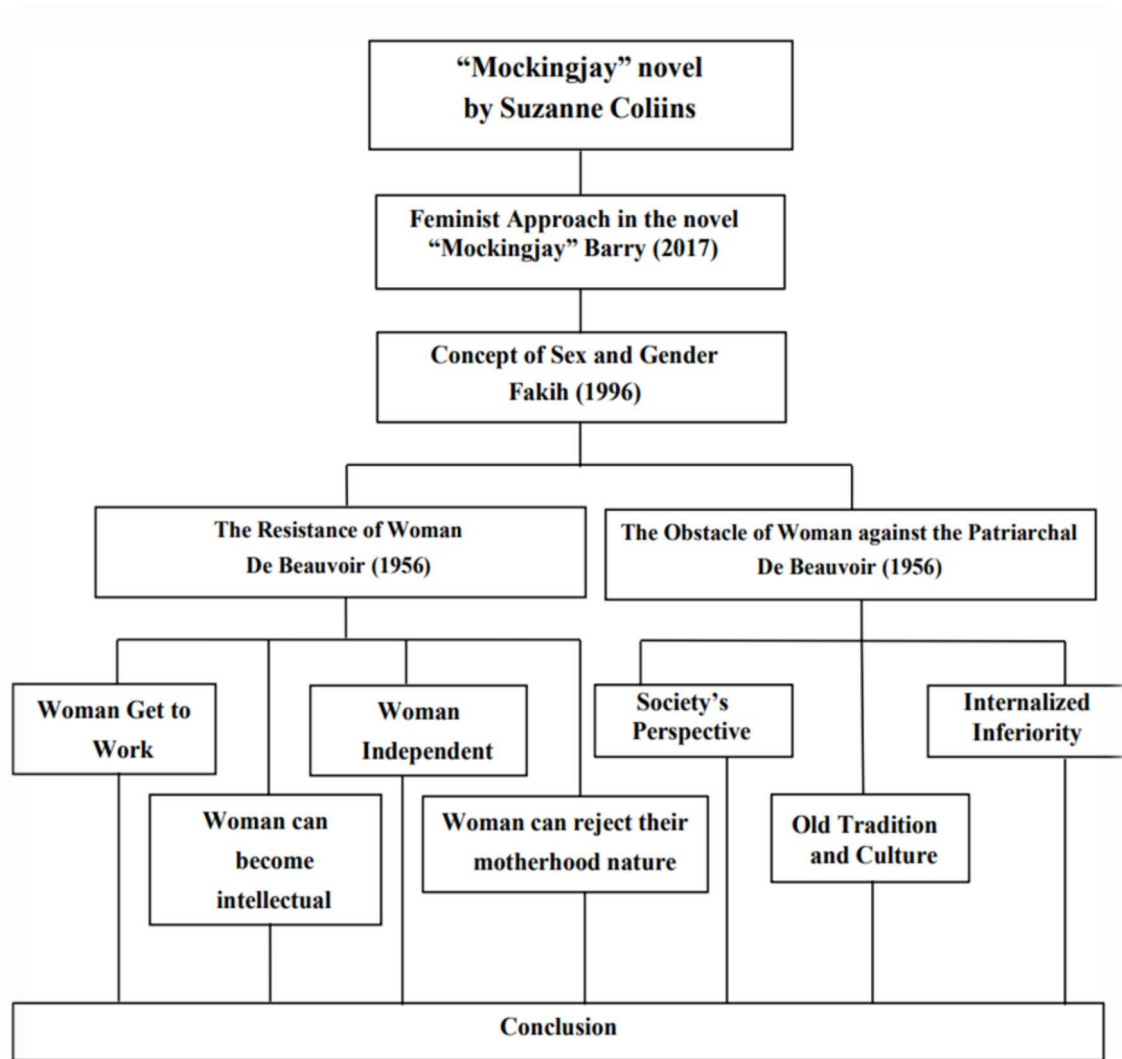 “Mockingjay” novel
by Suzanne Coliins
Feminist Approach in the novel
“Mockingjay” Barry (2017)
Concept of Sex and Gender
Fakih (1996)
The Resistance of Woman
De Beauvoir (1956)
The Obstacle of Woman against the Patriarchal
De Beauvoir (1956)
Woman Get to
Work
Woman can
become
intellectual
Woman
Independent
Woman can reject their
motherhood nature
Society’s
Perspective
Old Tradition
and Culture
Internalized
Inferiority
Conclusion